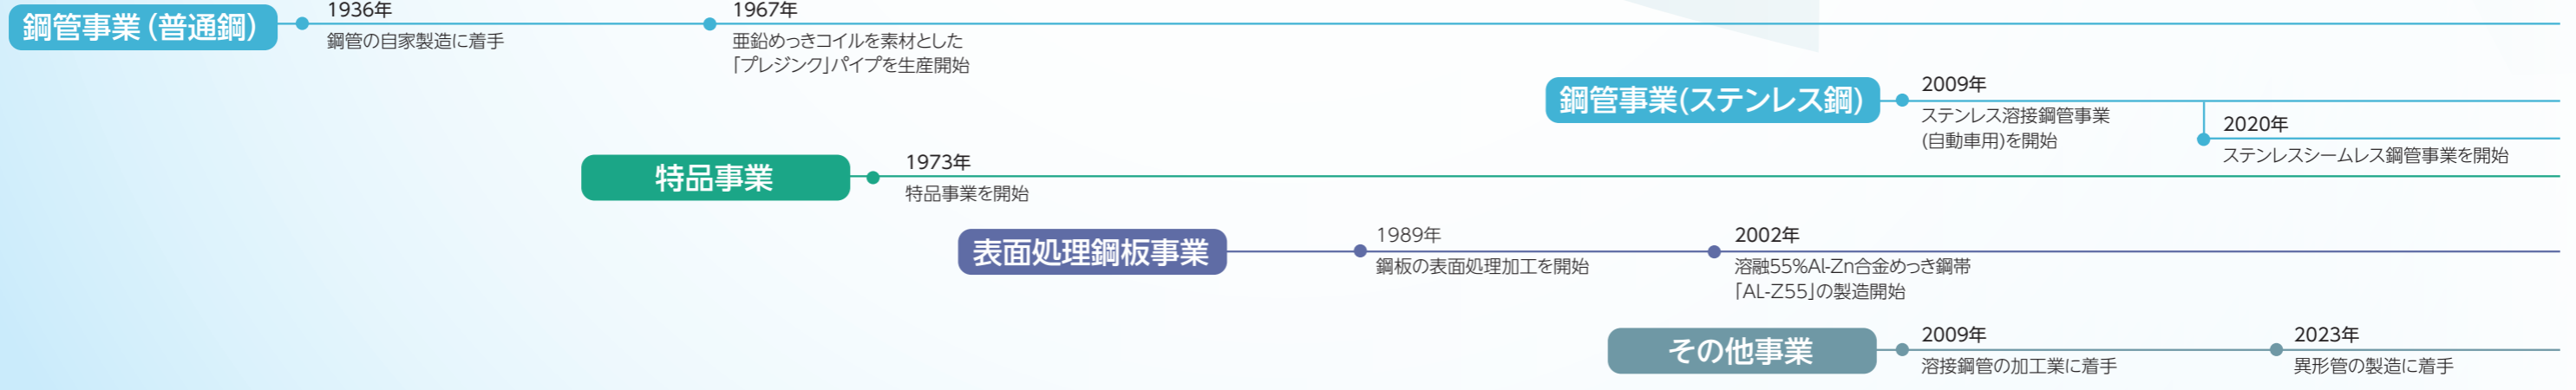 鋼管事業(普通鋼)
1936年
鋼管の自家製造に着手
1967年
亜鉛めっきコイルを素材とした
「プレジンク」パイプを生産開始
鋼管事業(ステンレス鋼)
2009年
ステンレス溶接鋼管事業
(自動車用)を開始
2020年
ステンレスシームレス鋼管事業を開始
特品事業
1973年
特品事業を開始
表面処理鋼板事業
1989年
鋼板の表面処理加工を開始
2002年
溶融55%Al-Zn合金めっき鋼帯
「AL-Z55」の製造開始
その他事業
2009年
溶接鋼管の加工業に着手
2023年
異形管の製造に着手